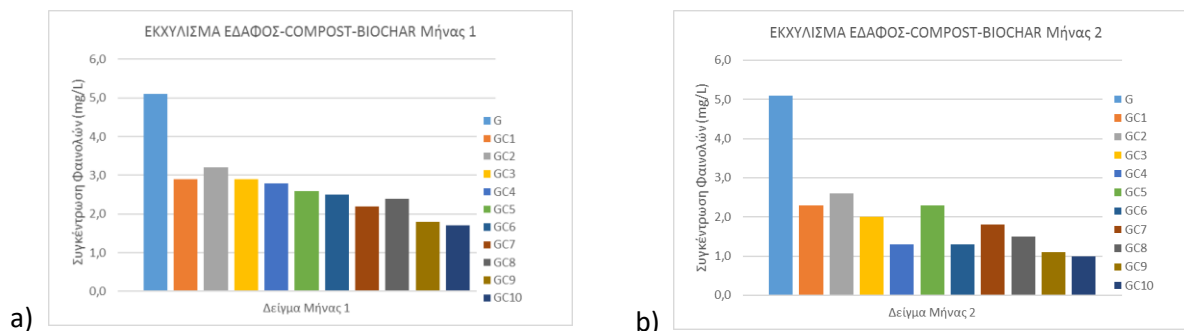 ΕΚΧΥΛΙΣΜΑ ΕΔΑΦΟΣ-COMPOST-BIOCHAR Μήνας 1
Συγκέντρωση Φαινολών (mg/L)
6,0
5,0
4,0
3,0
2,0
1,0
0,0
G
GC1
GC2
GC3
GC4
GC5
GC6
GC7
GC8
GC9
GC10
Δείγμα Μήνας 1
a)
ΕΚΧΥΛΙΣΜΑ ΕΔΑΦΟΣ-COMPOST-BIOCHAR Μήνας 2
Συγκέντρωση Φαινολών (mg/L)
6,0
5,0
4,0
3,0
2,0
1,0
0,0
G
GC1
GC2
GC3
GC4
GC5
GC6
GC7
GC8
GC9
GC10
Δείγμα Μήνας 2
b)